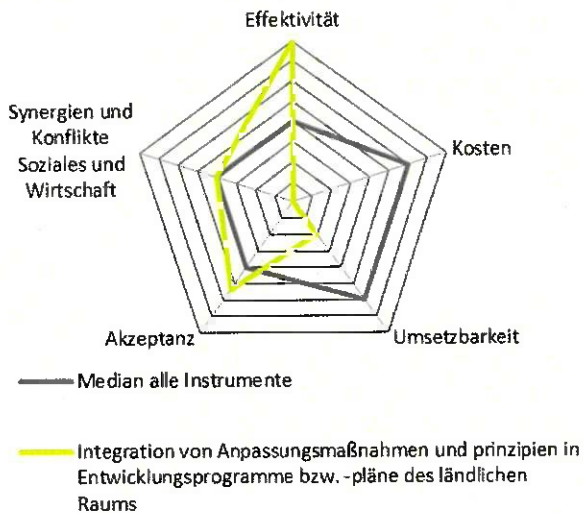 Effektivität
Synergien und
Konflikte
Soziales und
Wirtschaft
Kosten
Akzeptanz
Umsetzbarkeit
Median alle Instrumente
Integration von Anpassungsmaßnahmen und prinzipien in
Entwicklungsprogramme bzw. -pläne des ländlichen
Raums